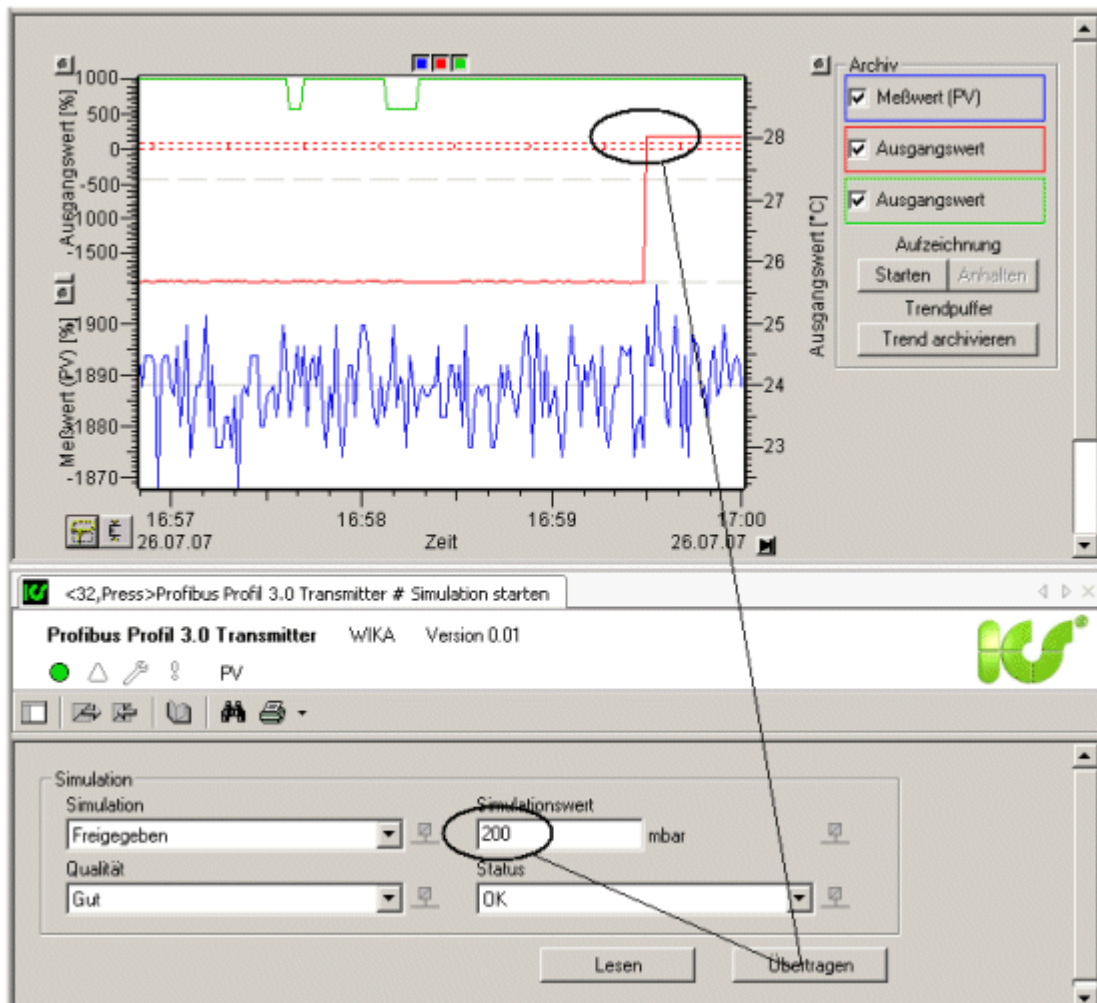 Archiv
Meßwert (PV)
Ausgangswert
Ausgangswert
Aufzeichnung
Starten Anhalten
Trendpuffer
Trend archivieren
-Ausgangswert [%]
1000
500
0
-500
-1000
-1500
Meßwert (PV) [%]
-1900
-1890
-1880
-1870
Ausgangswert [°C]
28
27
26
25
24
23
16:57 16:58 16:59 17:00
26.07.07 Zeit 26.07.07
<32,Press>Profibus Profil 3.0 Transmitter # Simulation starten
Profibus Profil 3.0 Transmitter WIKA Version 0.01
PV
ICS
Simulation
Simulation Simulationswert
Freigegeben 200 mbar
Qualität Status
Gut OK
Lesen Übertragen